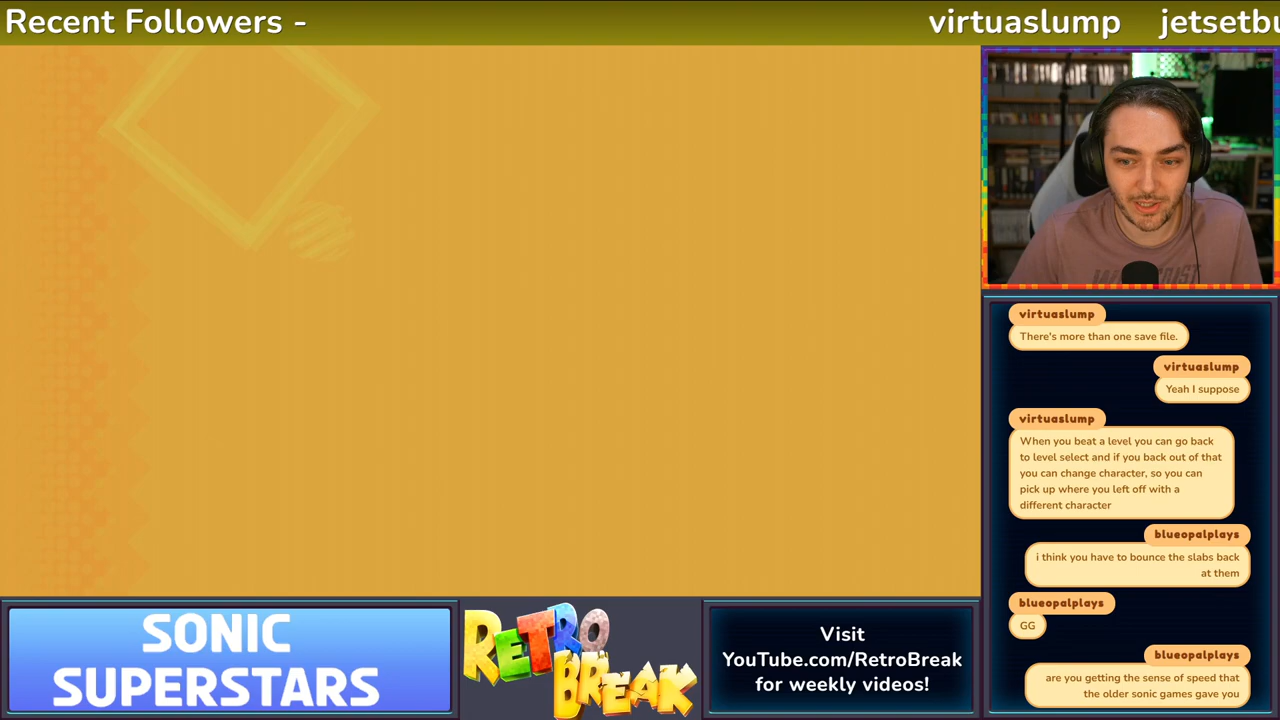 Recent Followers -
virtuaslump
jetsetbu
virtuaslump
There's more than one save file.
virtuaslump
Yeah I suppose
virtuaslump
When you beat a level you can go back
to level select and if you back out of that
you can change character, so you can
pick up where you left off with a
different character
blueopalplays
i think you have to bounce the slabs back
at them
blueopalplays
GG
blueopalplays
are you getting the sense of speed that
the older sonic games gave you
SONIC
SUPERSTARS
RETRO
BREAK
Visit
YouTube.com/RetroBreak
for weekly videos!